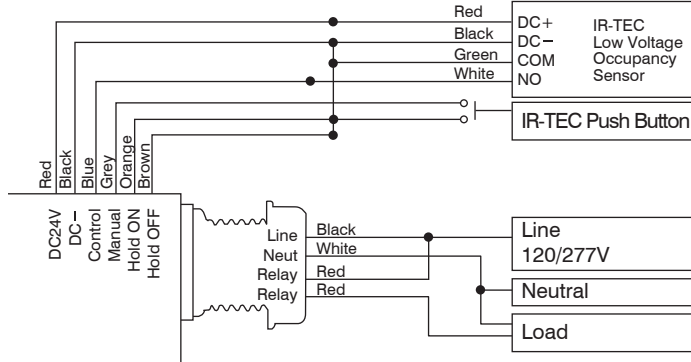 Red
DC+
IR-TEC
Black
DC−
Low Voltage
Green
COM
Occupancy
White
NO
Sensor
IR-TEC Push Button
Red
Black
Blue
Grey
Orange
Brown
DC24V
DC−
Control
Manual
Hold ON
Hold OFF
Line
Black
Neut
White
Relay
Red
Relay
Red
Line
120/277V
Neutral
Load